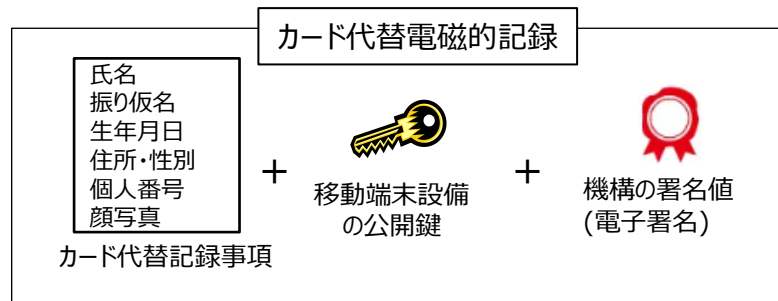 カード代替電磁的記録
氏名
振り仮名
生年月日
住所・性別
個人番号
顔写真
カード代替記録事項
+
移動端末設備
の公開鍵
+
機構の署名値
(電子署名)